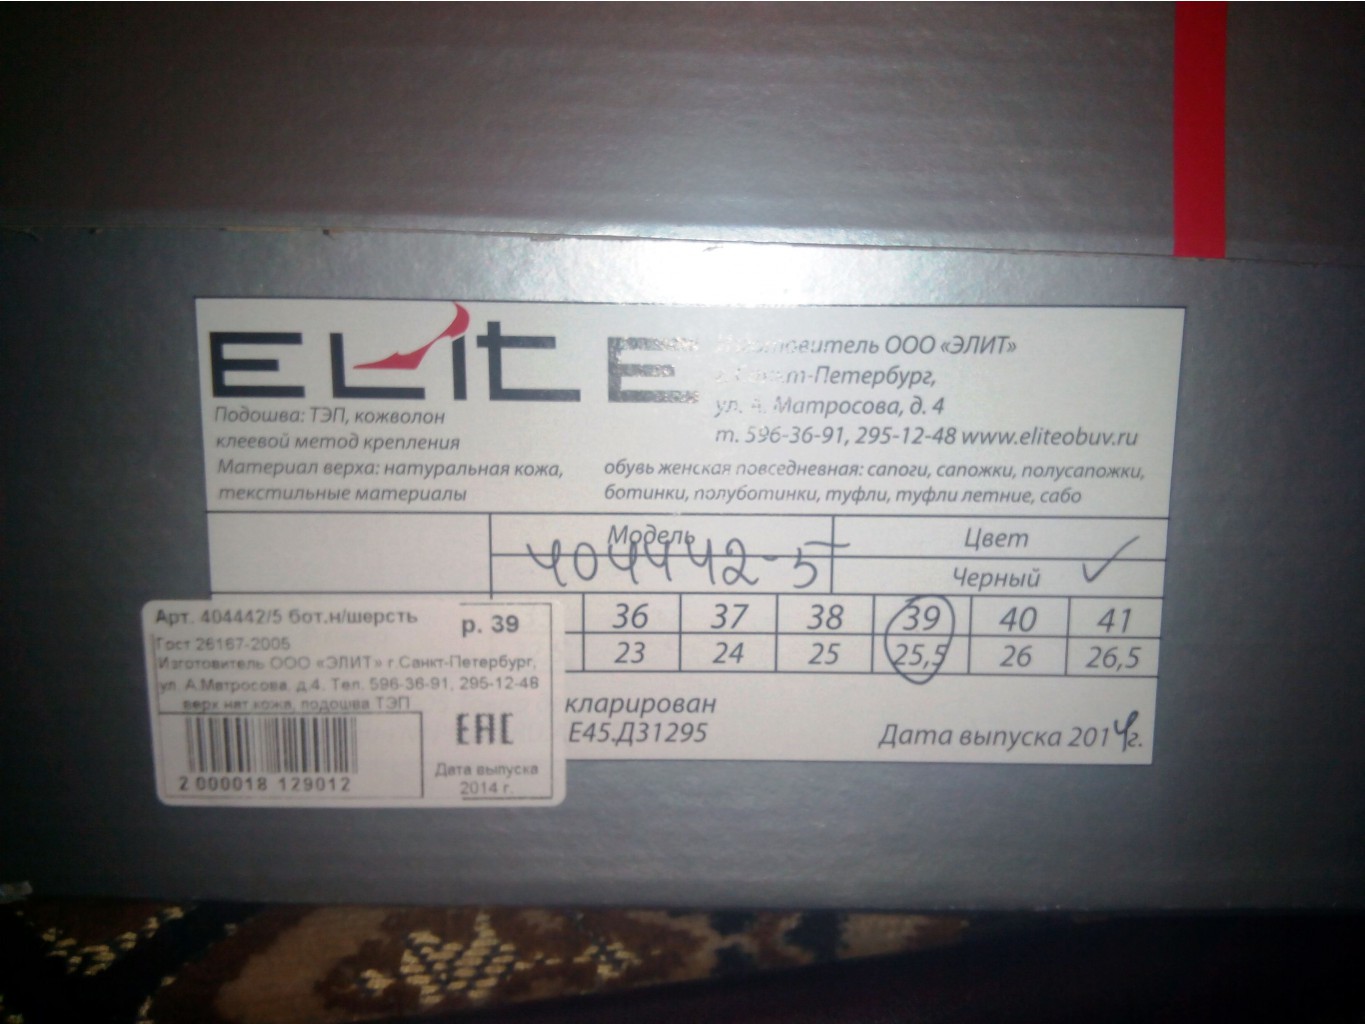 ELITE
Изготовитель ООО «ЭЛИТ»
г. Санкт-Петербург,
ул. А. Матросова, д. 4
т. 596-36-91, 295-12-48 www.eliteobuv.ru
Подошва: ТЭП, кожволон
клеевой метод крепления
Материал верха: натуральная кожа,
текстильные материалы
обувь женская повседневная: сапоги, сапожки, полусапожки,
ботинки, полуботинки, туфли, туфли летние, сабо
Модель Цвет
404442-5 Черный
36 37 38 39 40 41
23 24 25 25,5 26 26,5
кларирован
Е45.Д31295
Дата выпуска 2014г.
Арт. 404442/5 бот.н/шерсть р. 39
Гост 26167-2005
Изготовитель ООО «ЭЛИТ» г.Санкт-Петербург,
ул. А.Матросова, д.4. Тел. 596-36-91, 295-12-48
верх нат.кожа, подошва ТЭП
ЕАС
2 000018 129012
Дата выпуска
2014 г.